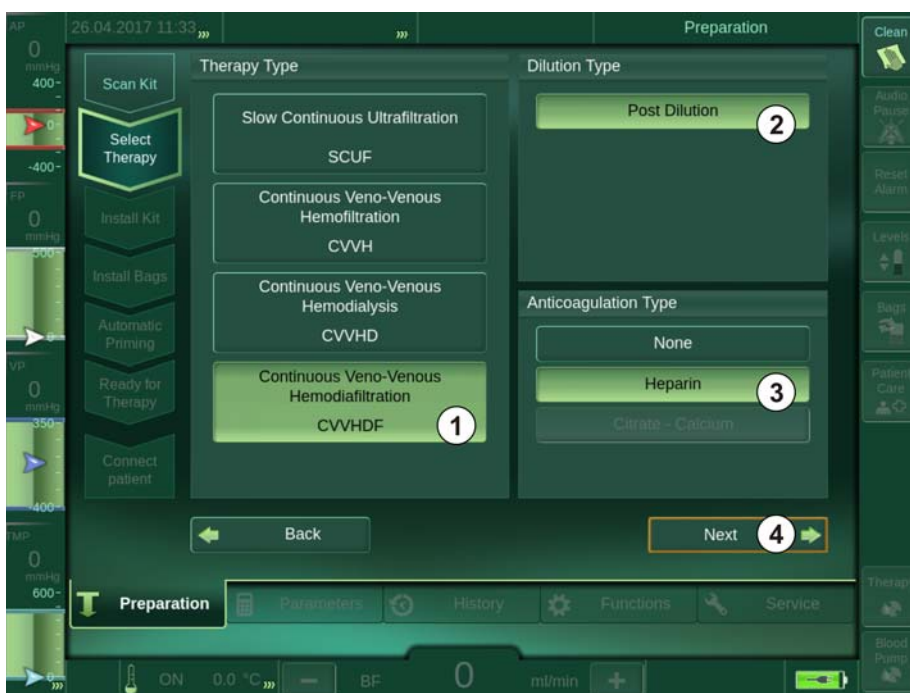 AP
26.04.2017 11:33
Preparation
Clean
0
mmHg
400
0
-400
Scan Kit
Select
Therapy
Install Kit
Install Bags
Automatic
Priming
Ready for
Therapy
Connect
patient
Therapy Type
Slow Continuous Ultrafiltration
SCUF
Continuous Veno-Venous
Hemofiltration
CVVH
Continuous Veno-Venous
Hemodialysis
CVVHD
Continuous Veno-Venous
Hemodiafiltration
CVVHDF
1
Dilution Type
Post Dilution
2
Anticoagulation Type
None
Heparin
3
Citrate - Calcium
Back
Next
4
Audio
Pause
Reset
Alarm
Levels
Bags
Patient
Care
Therapy
Blood
Pump
FP
0
mmHg
500
0
VP
0
mmHg
350
-400
TMP
0
mmHg
600
0
Preparation
Parameters
History
Functions
Service
ON
0.0 °C
BF
0
ml/min